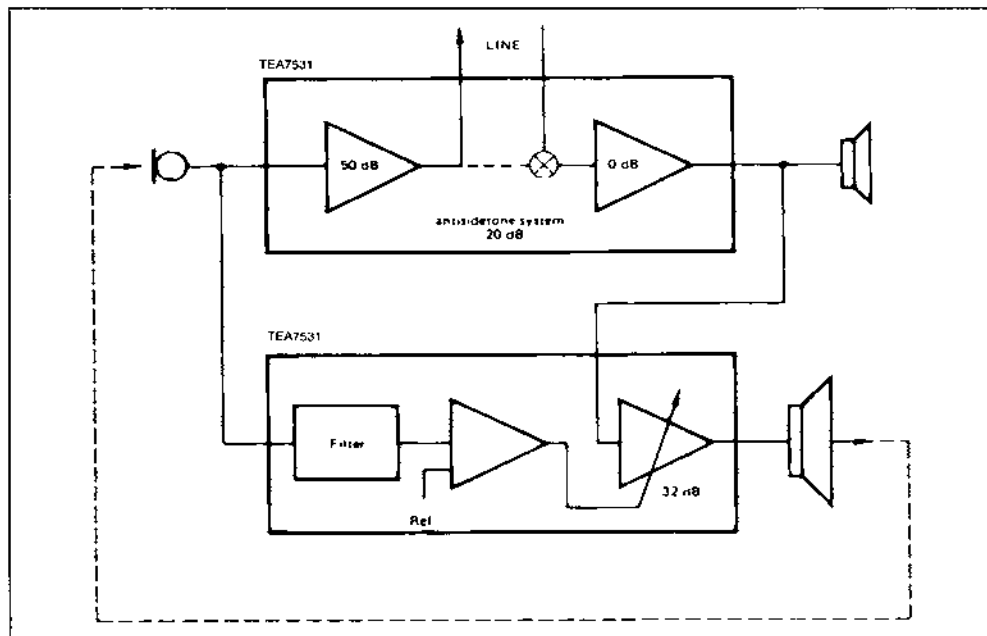 LINE
TEA7531
50 dB
0 dB
antisidetone system
20 dB
TEA7531
Filter
32 dB
Ref